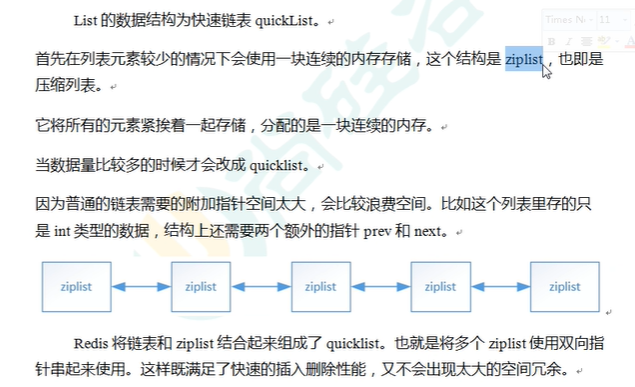 List 的数据结构为快速链表 quickList。
首先在列表元素较少的情况下会使用一块连续的内存存储，这个结构是 ziplist，也即是
压缩列表。
它将所有的元素紧挨着一起存储，分配的是一块连续的内存。
当数据量比较多的时候才会改成 quicklist。
因为普通的链表需要的附加指针空间太大，会比较浪费空间。比如这个列表里存的只
是 int 类型的数据，结构上还需要两个额外的指针 prev 和 next。
ziplist ziplist ziplist ziplist ziplist
Redis 将链表和 ziplist 结合起来组成了 quicklist。也就是将多个 ziplist 使用双向指
针串起来使用。这样既满足了快速的插入删除性能，又不会出现太大的空间冗余。
Times N 11
B I
尚硅谷